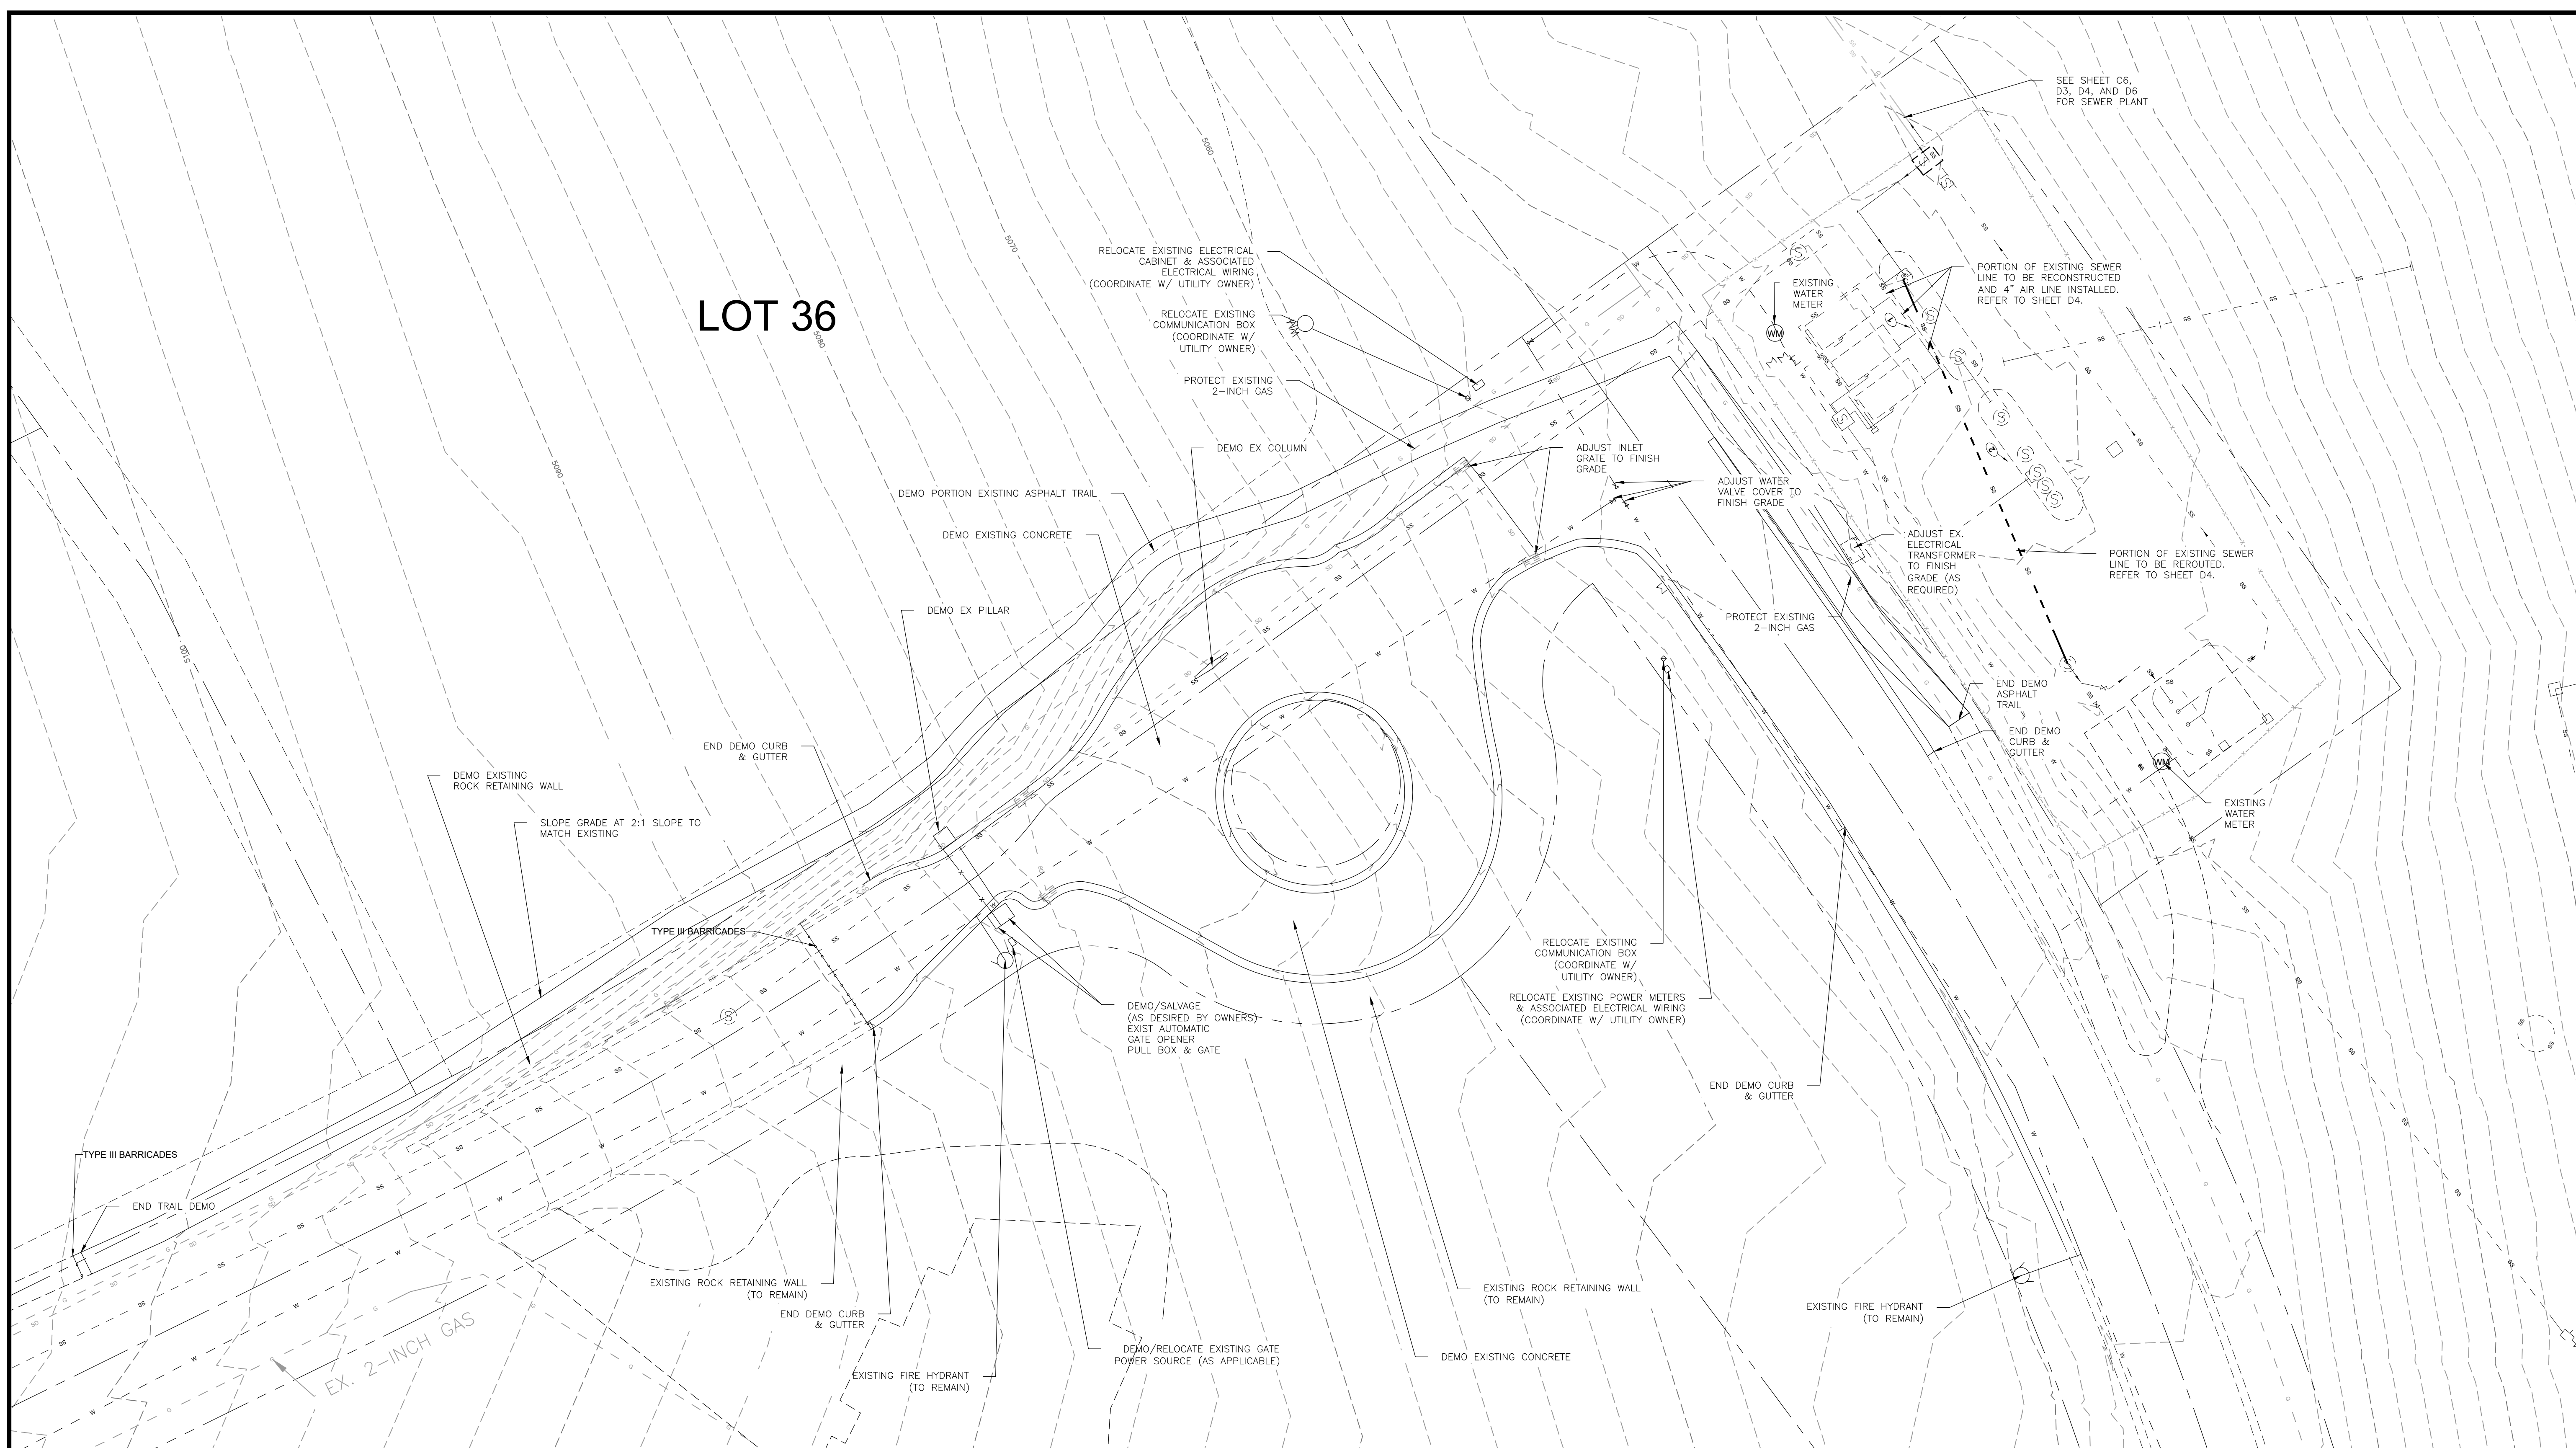 SEE SHEET C6,
D3, D4, AND D6
FOR SEWER PLANT
5060
5070
5080
5090
5100
LOT 36
RELOCATE EXISTING ELECTRICAL
CABINET & ASSOCIATED
ELECTRICAL WIRING
(COORDINATE W/ UTILITY OWNER)
RELOCATE EXISTING
COMMUNICATION BOX
(COORDINATE W/
UTILITY OWNER)
PROTECT EXISTING
2-INCH GAS
EXISTING
WATER
METER
WM
PORTION OF EXISTING SEWER
LINE TO BE RECONSTRUCTED
AND 4" AIR LINE INSTALLED.
REFER TO SHEET D4.
1
2
DEMO EX COLUMN
ADJUST INLET
GRATE TO FINISH
GRADE
DEMO PORTION EXISTING ASPHALT TRAIL
ADJUST WATER
VALVE COVER TO
FINISH GRADE
DEMO EXISTING CONCRETE
ADJUST EX.
ELECTRICAL
TRANSFORMER
TO FINISH
GRADE (AS
REQUIRED)
PORTION OF EXISTING SEWER
LINE TO BE REROUTED.
REFER TO SHEET D4.
DEMO EX PILLAR
PROTECT EXISTING
2-INCH GAS
END DEMO
ASPHALT
TRAIL
END DEMO
CURB &
GUTTER
END DEMO CURB
& GUTTER
WM
DEMO EXISTING
ROCK RETAINING WALL
SLOPE GRADE AT 2:1 SLOPE TO
MATCH EXISTING
EXISTING
WATER
METER
TYPE III BARRICADES
RELOCATE EXISTING
COMMUNICATION BOX
(COORDINATE W/
UTILITY OWNER)
RELOCATE EXISTING POWER METERS
& ASSOCIATED ELECTRICAL WIRING
(COORDINATE W/ UTILITY OWNER)
DEMO/SALVAGE
(AS DESIRED BY OWNERS)
EXIST AUTOMATIC
GATE OPENER
PULL BOX & GATE
END DEMO CURB
& GUTTER
TYPE III BARRICADES
END TRAIL DEMO
EXISTING ROCK RETAINING WALL
(TO REMAIN)
END DEMO CURB
& GUTTER
EXISTING ROCK RETAINING WALL
(TO REMAIN)
EXISTING FIRE HYDRANT
(TO REMAIN)
DEMO/RELOCATE EXISTING GATE
POWER SOURCE (AS APPLICABLE)
DEMO EXISTING CONCRETE
EXISTING FIRE HYDRANT
(TO REMAIN)
EX. 2-INCH GAS